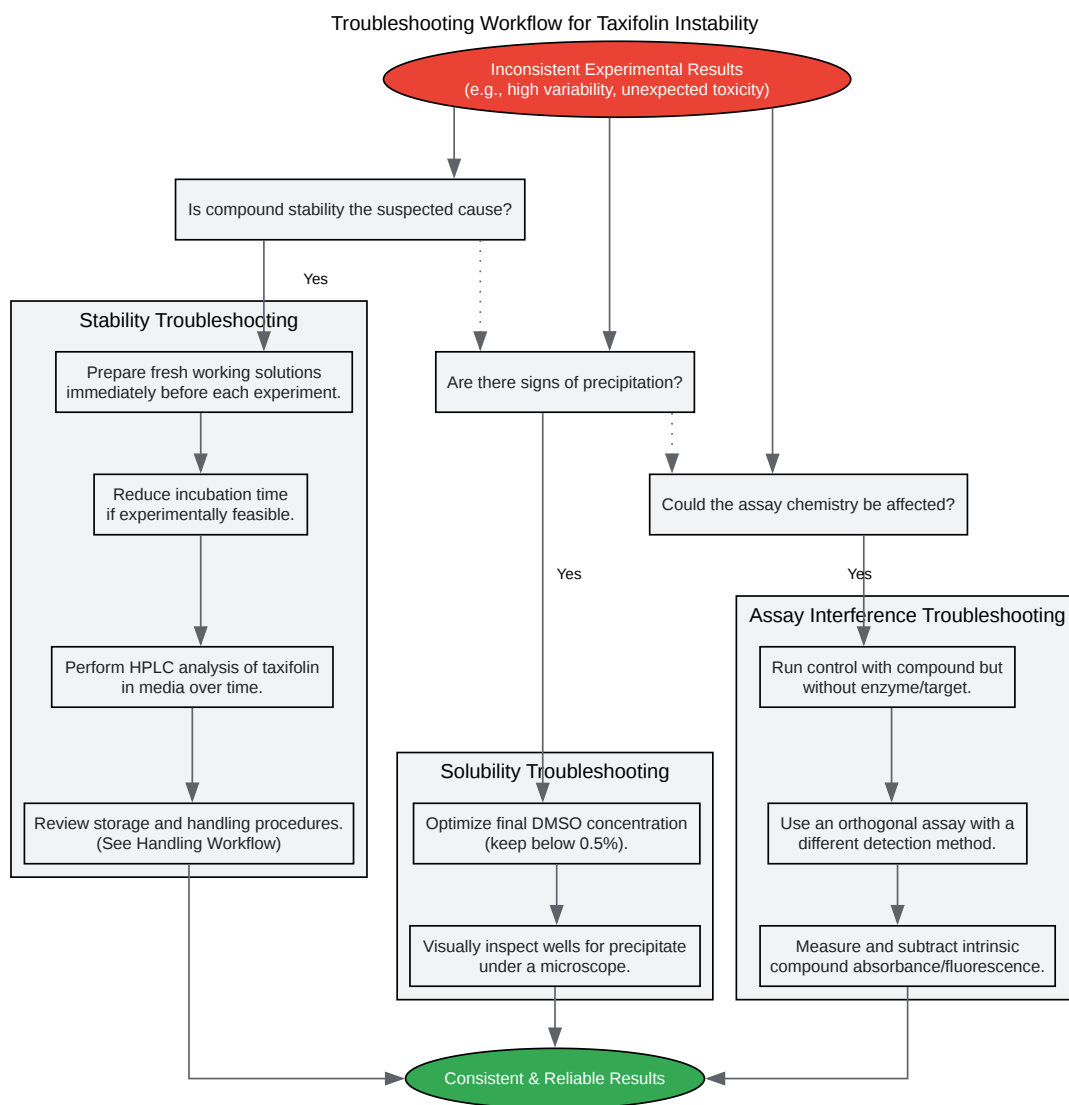 Troubleshooting Workflow for Taxifolin Instability
Inconsistent Experimental Results
(e.g., high variability, unexpected toxicity)
Is compound stability the suspected cause?
Yes
Stability Troubleshooting
Prepare fresh working solutions
immediately before each experiment.
Reduce incubation time
if experimentally feasible.
Perform HPLC analysis of taxifolin
in media over time.
Review storage and handling procedures.
(See Handling Workflow)
Are there signs of precipitation?
Yes
Solubility Troubleshooting
Optimize final DMSO concentration
(keep below 0.5%).
Visually inspect wells for precipitate
under a microscope.
Could the assay chemistry be affected?
Yes
Assay Interference Troubleshooting
Run control with compound but
without enzyme/target.
Use an orthogonal assay with a
different detection method.
Measure and subtract intrinsic
compound absorbance/fluorescence.
Consistent & Reliable Results